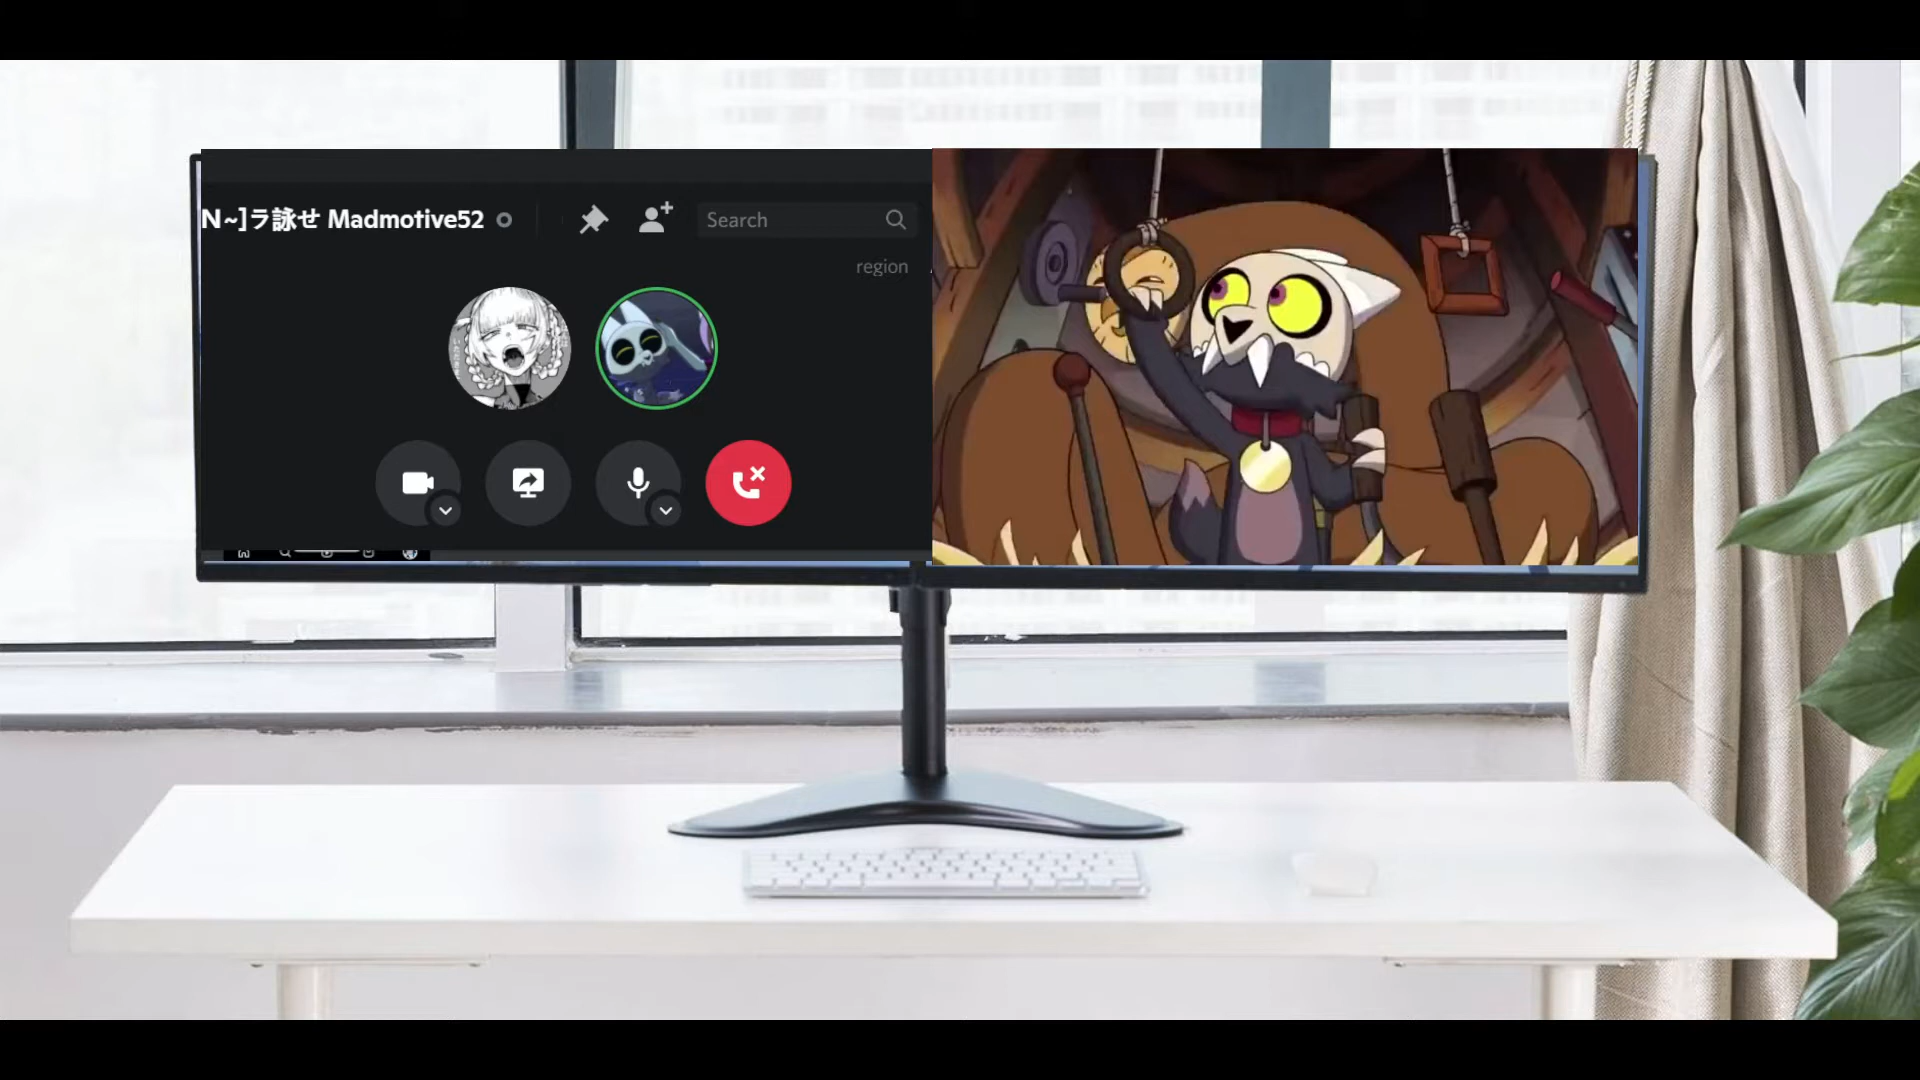 N~]ラ詠せ Madmotive52
Search
region